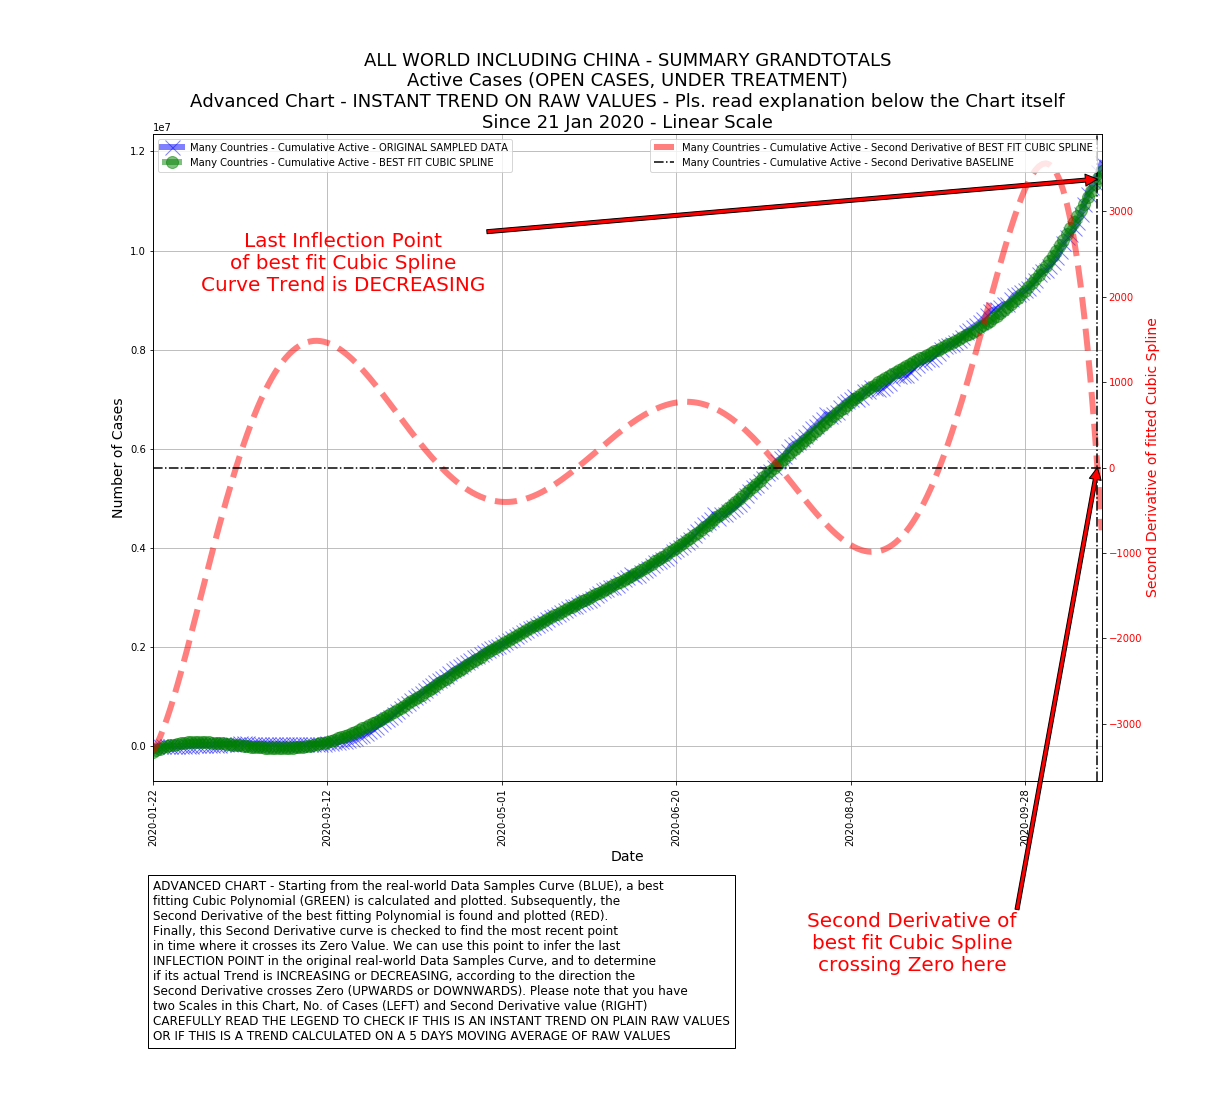 ALL WORLD INCLUDING CHINA - SUMMARY GRANDTOTALS
Active Cases (OPEN CASES, UNDER TREATMENT)
Advanced Chart - INSTANT TREND ON RAW VALUES - Pls. read explanation below the Chart itself
Since 21 Jan 2020 - Linear Scale
1e7
Many Countries - Cumulative Active - ORIGINAL SAMPLED DATA
Many Countries - Cumulative Active - BEST FIT CUBIC SPLINE
Many Countries - Cumulative Active - Second Derivative of BEST FIT CUBIC SPLINE
Many Countries - Cumulative Active - Second Derivative BASELINE
Last Inflection Point
of best fit Cubic Spline
Curve Trend is DECREASING
Number of Cases
1.2
1.0
0.8
0.6
0.4
0.2
0.0
3000
2000
1000
0
−1000
−2000
−3000
Second Derivative of fitted Cubic Spline
2020-01-22
2020-03-12
2020-05-01
2020-06-20
2020-08-09
2020-09-28
Date
ADVANCED CHART - Starting from the real-world Data Samples Curve (BLUE), a best
fitting Cubic Polynomial (GREEN) is calculated and plotted. Subsequently, the
Second Derivative of the best fitting Polynomial is found and plotted (RED).
Finally, this Second Derivative curve is checked to find the most recent point
in time where it crosses its Zero Value. We can use this point to infer the last
INFLECTION POINT in the original real-world Data Samples Curve, and to determine
if its actual Trend is INCREASING or DECREASING, according to the direction the
Second Derivative crosses Zero (UPWARDS or DOWNWARDS). Please note that you have
two Scales in this Chart, No. of Cases (LEFT) and Second Derivative value (RIGHT)
CAREFULLY READ THE LEGEND TO CHECK IF THIS IS AN INSTANT TREND ON PLAIN RAW VALUES
OR IF THIS IS A TREND CALCULATED ON A 5 DAYS MOVING AVERAGE OF RAW VALUES
Second Derivative of
best fit Cubic Spline
crossing Zero here